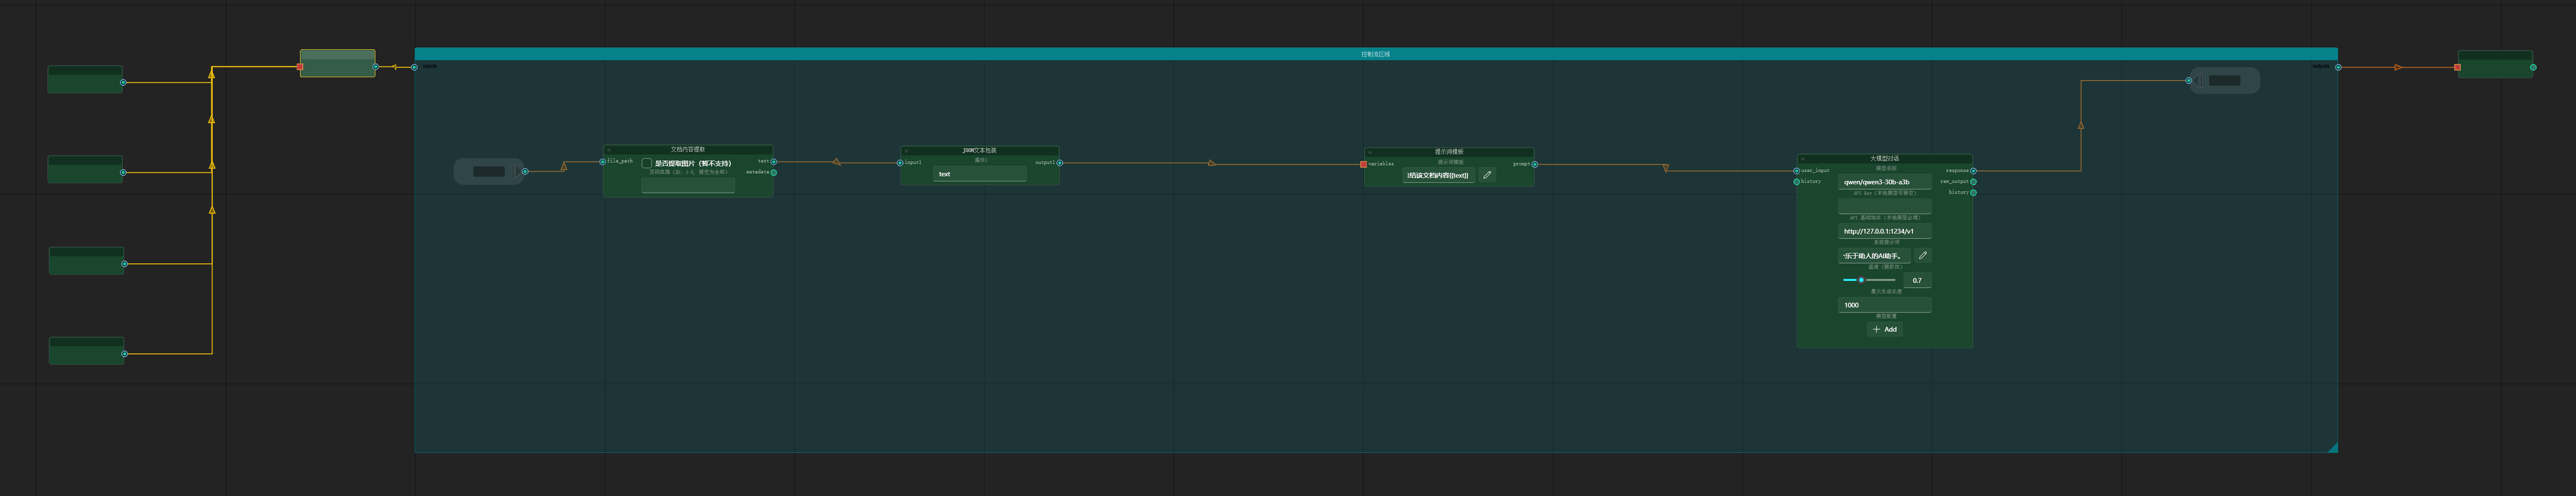 控制流区域
inputs
outputs
文档内容提取
file_path
是否提取图片（暂不支持）
text
页码范围（如：1-5, 留空为全部）
metadata
JSON文本包装
input1
output1
text
提示词模板
variables
提示词模板
prompt
结该文档内容{{text}}
大模型对话
user_input
模型名称
response
history
qwen/qwen3-30b-a3b
raw_output
API Key（本地模型可留空）
history
API 基础地址（本地模型必填）
http://127.0.0.1:1234/v1
系统提示词
乐于助人的AI助手。
温度（随机性）
0.7
最大生成长度
1000
模型配置
Add